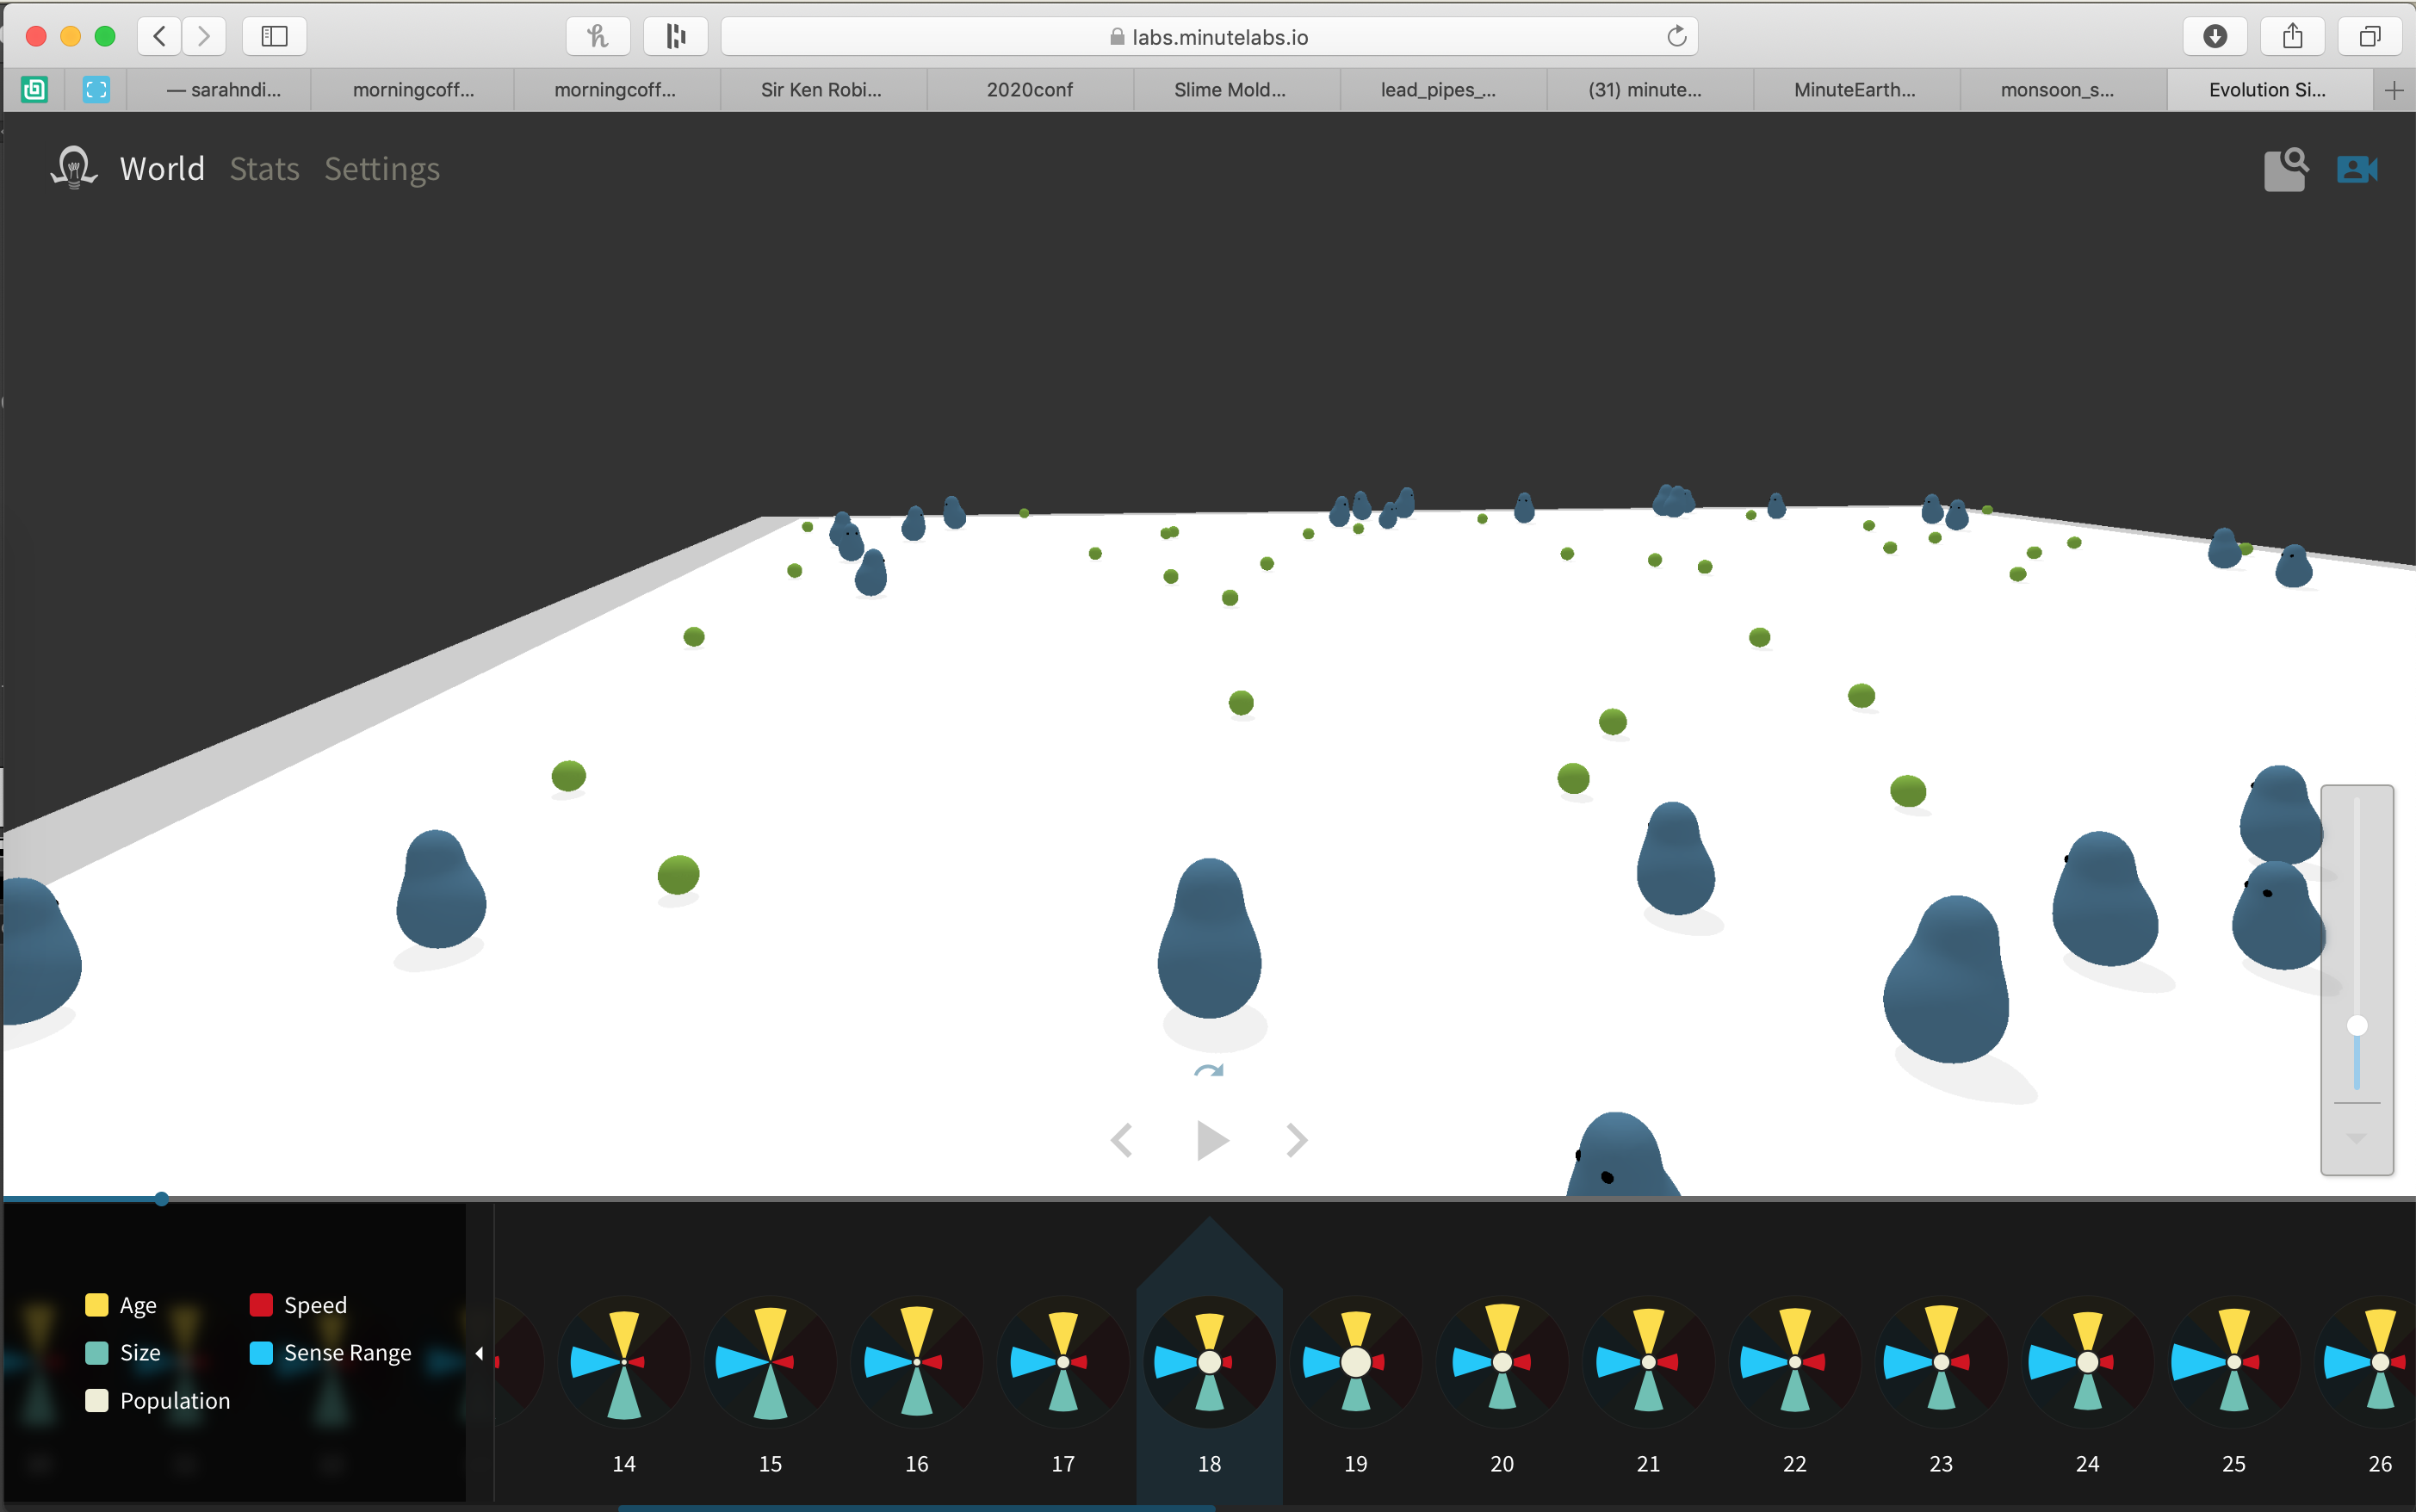 labs.minutelabs.io
— sarahndi... morningcoff... morningcoff... Sir Ken Robi... 2020conf Slime Mold... lead_pipes_... (31) minute... MinuteEarth... monsoon_s... Evolution Si...
World Stats Settings
Age Speed
Size Sense Range
Population
14 15 16 17 18 19 20 21 22 23 24 25 26